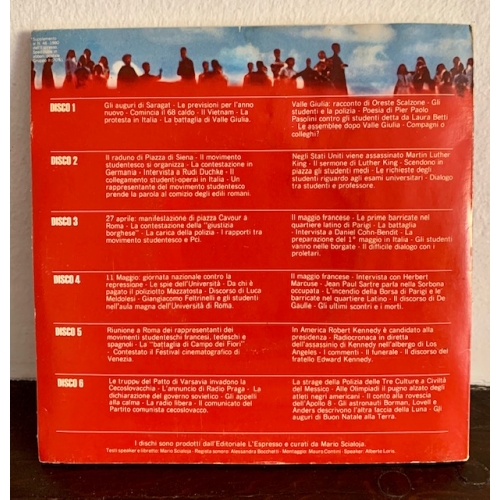 DISCO 1
Gli auguri di Saragat - Le previsioni per l'anno
nuovo - Comincia il 68 caldo - Il Vietnam - La
protesta in Italia - La battaglia di Valle Giulia.
Valle Giulia: racconto di Oreste Scalzone - Gli
studenti e la polizia - Poesia di Pier Paolo
Pasolini contro gli studenti detta da Laura Betti
- Le assemblee dopo Valle Giulia - Compagni o
colleghi?
DISCO 2
Il raduno di Piazza di Siena - Il movimento
studentesco si organizza - La contestazione in
Germania - Intervista a Rudi Duchke - Il
collegamento studenti-operai in Italia - Un
rappresentante del movimento studentesco
prende la parola al comizio degli edili romani.
Negli Stati Uniti viene assassinato Martin Luther
King - Il sermone di Luther King - Scendono
in piazza gli studenti medi - Le richieste degli
studenti riguardo agli esami universitari - Dialogo
tra studenti e professore.
DISCO 3
27 aprile: manifestazione di piazza Cavour a
Roma - La contestazione della "giustizia
borghese" - La carica della polizia - I rapporti tra
movimento studentesco e Pci.
Il maggio francese - Le prime barricate nel
quartiere latino di Parigi - La battaglia
- Intervista a Daniel Cohn-Bendit - La
preparazione del 1° maggio in Italia - Gli studenti
vanno nelle borgate - Il difficile dialogo con i
proletari.
DISCO 4
11 Maggio: giornata nazionale contro la
repressione - Le spie dell'Università - Da chi è
pagato il poliziotto Mazzatosta - Discorso di Luca
Meldolesi - Giangiacomo Feltrinelli e gli studenti
nell'aula magna dell'Università di Roma.
Il maggio francese - Intervista con Herbert
Marcuse - Jean Paul Sartre parla nella Sorbona
occupata - L'incendio della Borsa di Parigi e le
barricate nel quartiere Latino - Il discorso di De
Gaulle - Gli ultimi scontri e i morti.
DISCO 5
Riunione a Roma dei rappresentanti dei
movimenti studenteschi francesi, tedeschi e
spagnoli - La "battaglia di Campo dei Fiori"
- Contestato il Festival cinematografico di
Venezia.
In America Robert Kennedy è candidato alla
presidenza - Radiocronaca in diretta
dell'assassinio di Kennedy nell'albergo di Los
Angeles - I commenti - Il funerale - Il discorso del
fratello Edward Kennedy.
DISCO 6
Le truppe del Patto di Varsavia invadono la
Cecoslovacchia - L'annuncio di Radio Praga - La
dichiarazione del governo sovietico - Gli appelli
alla calma - La radio libera - Il comunicato del
Partito comunista cecoslovacco.
La strage della Polizia delle Tre Culture a Civiltà
del Messico - Alle Olimpiadi il pugno alzato degli
atleti negri americani - Il conto alla rovescia
dell'Apollo 8 - Gli astronauti Borman, Lovell e
Anders descrivono l'altra faccia della Luna - Gli
auguri di Buon Natale alla Terra.
I dischi sono prodotti dall'Editoriale L'Espresso e curati da Mario Scialoja.
Testi speaker e libretto: Mario Scialoja - Regista sonoro: Alessandra Bocchetti - Montaggio: Mauro Contini - Speaker: Alberto Loris.